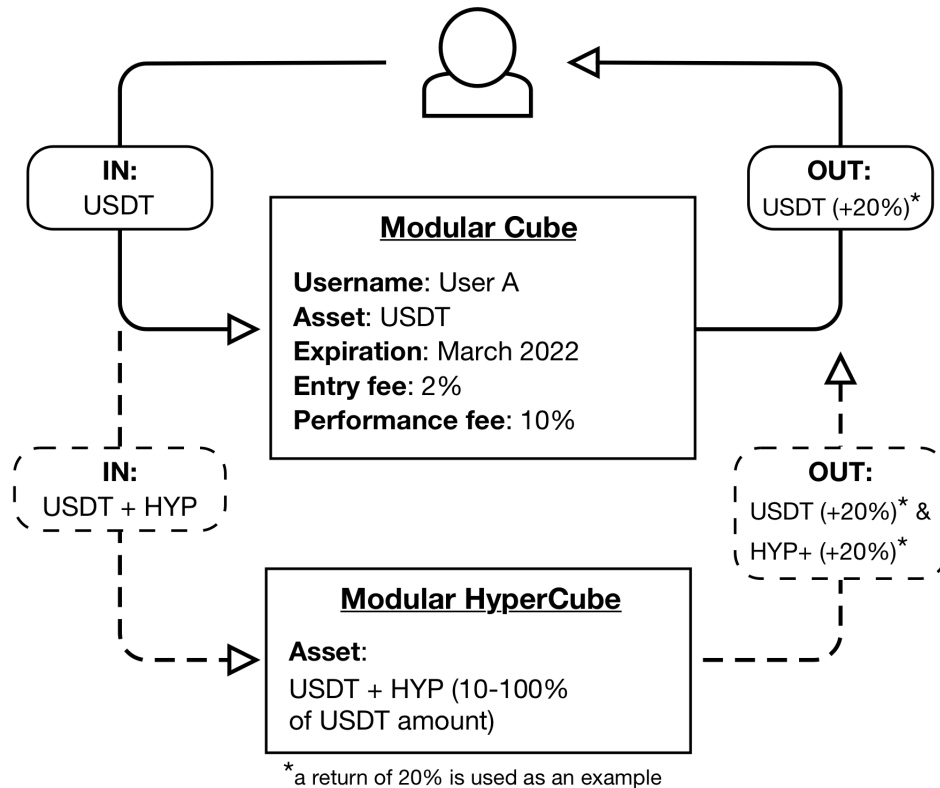 IN:
USDT
OUT:
USDT (+20%)*
Modular Cube
Username: User A
Asset: USDT
Expiration: March 2022
Entry fee: 2%
Performance fee: 10%
IN:
USDT + HYP
OUT:
USDT (+20%)* &
HYP+ (+20%)*
Modular HyperCube
Asset:
USDT + HYP (10-100%
of USDT amount)
*a return of 20% is used as an example